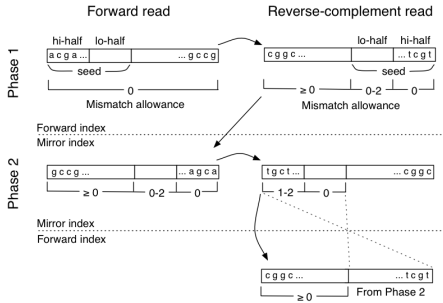 Forward read
Reverse-complement read
Phase 1
hi-half lo-half
lo-half hi-half
a c g a ... ... g c c g
c g g c ... ... t c g t
seed
seed
0
≥ 0 0-2 0
Mismatch allowance
Mismatch allowance
Forward index
Mirror index
Phase 2
g c c g ... ... a g c a
t g c t ... ... c g g c
≥ 0 0-2 0
1-2 0
Mirror index
Forward index
c g g c ... ... t c g t
≥ 0 From Phase 2